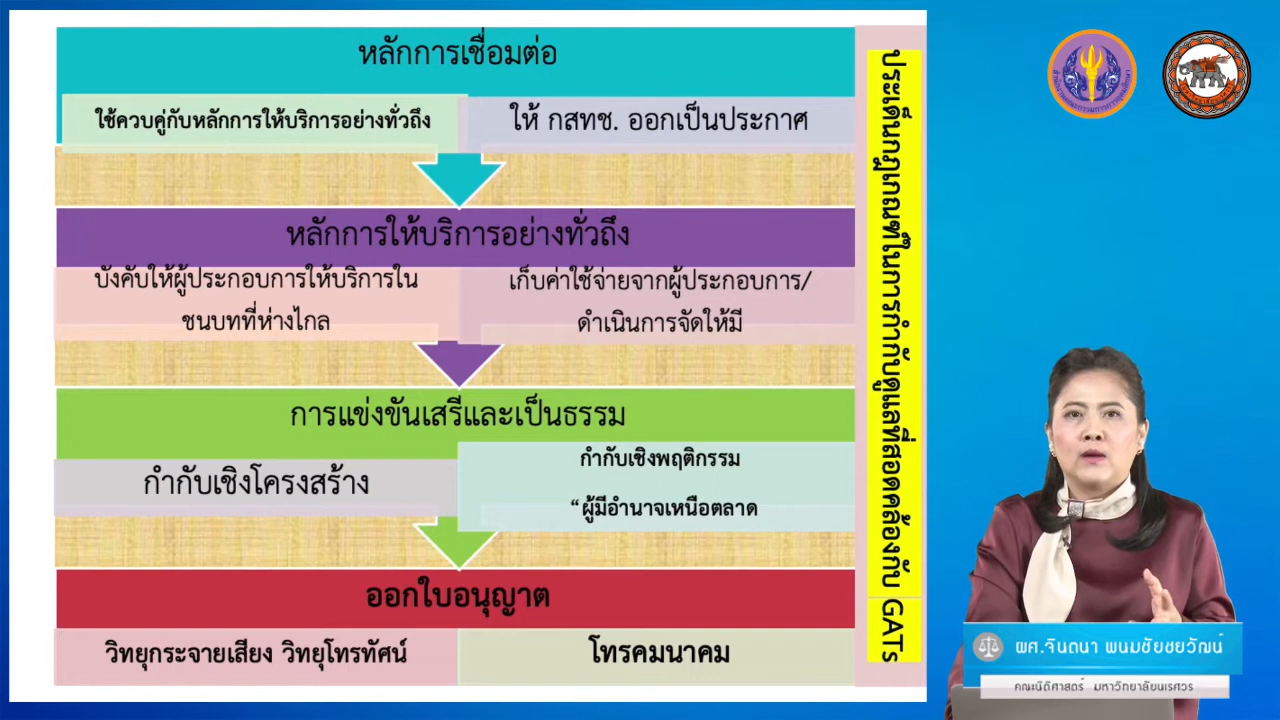 หลักการเชื่อมต่อ
ใช้ควบคู่กับหลักการให้บริการอย่างทั่วถึง
ให้ กสทช. ออกเป็นประกาศ
หลักการให้บริการอย่างทั่วถึง
บังคับให้ผู้ประกอบการให้บริการใน
ชนบทที่ห่างไกล
เก็บค่าใช้จ่ายจากผู้ประกอบการ/
ดำเนินการจัดให้มี
การแข่งขันเสรีและเป็นธรรม
กำกับเชิงโครงสร้าง
กำกับเชิงพฤติกรรม
“ผู้มีอำนาจเหนือตลาด
ออกใบอนุญาต
วิทยุกระจายเสียง วิทยุโทรทัศน์
โทรคมนาคม
ประเด็นกฎเกณฑ์ในการกำกับดูแลที่สอดคล้องกับ GATs
ผศ.จินตนา พนมชัยชยวัฒน์
คณะนิติศาสตร์ มหาวิทยาลัยนเรศวร